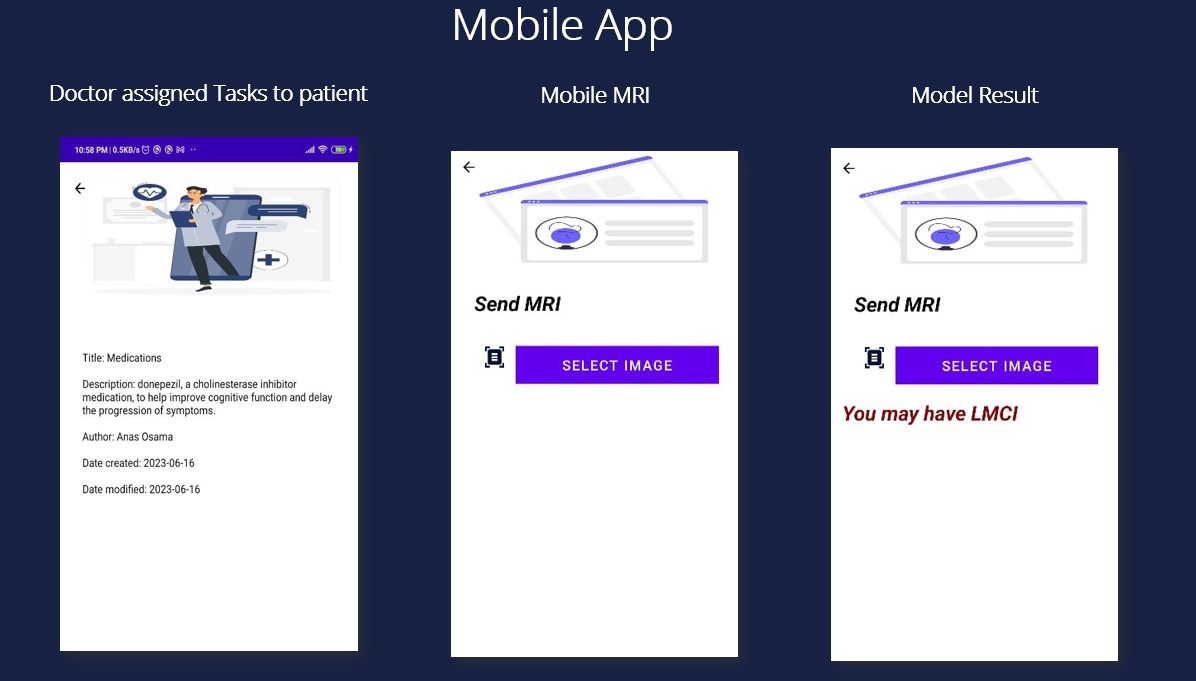 Mobile App
Doctor assigned Tasks to patient
10:58 PM | 0.5KB/s
Title: Medications
Description: donepezil, a cholinesterase inhibitor
medication, to help improve cognitive function and delay
the progression of symptoms.
Author: Anas Osama
Date created: 2023-06-16
Date modified: 2023-06-16
Mobile MRI
Send MRI
SELECT IMAGE
Model Result
Send MRI
SELECT IMAGE
You may have LMCI